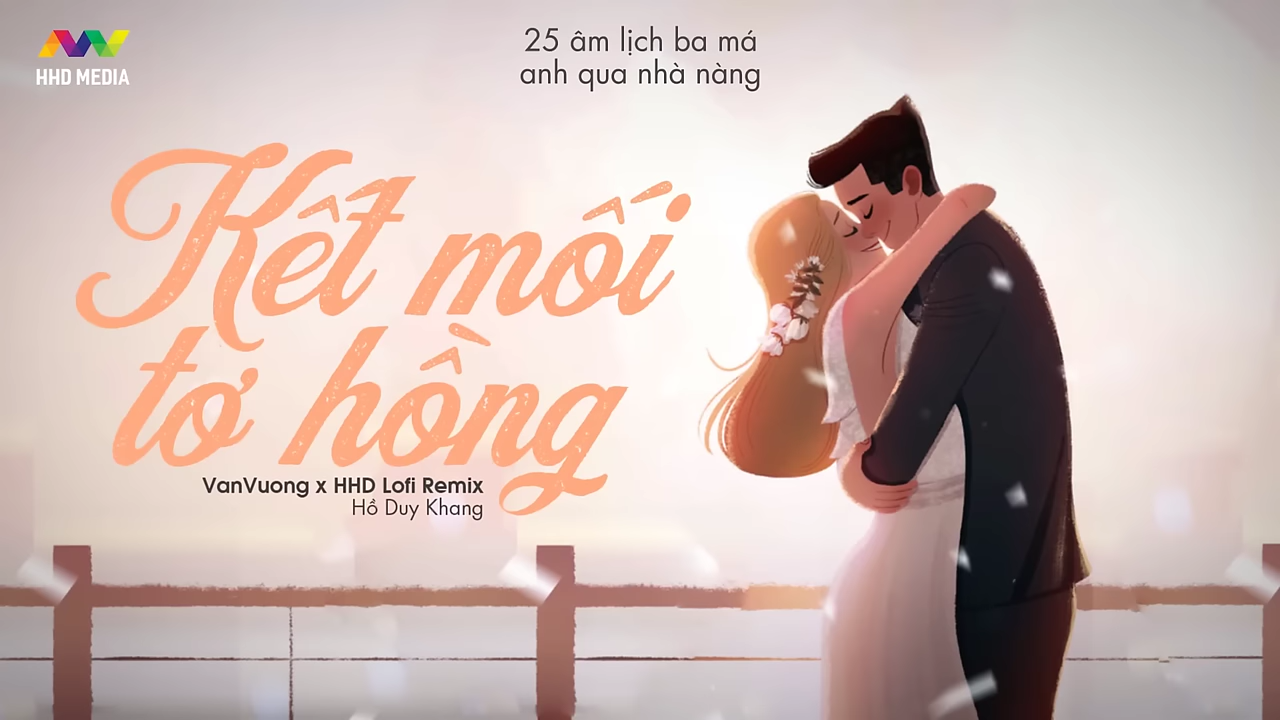 HHD MEDIA
25 âm lịch ba má
anh qua nhà nàng
Kết mối
tơ hồng
VanVuong x HHD Lofi Remix
Hồ Duy Khang